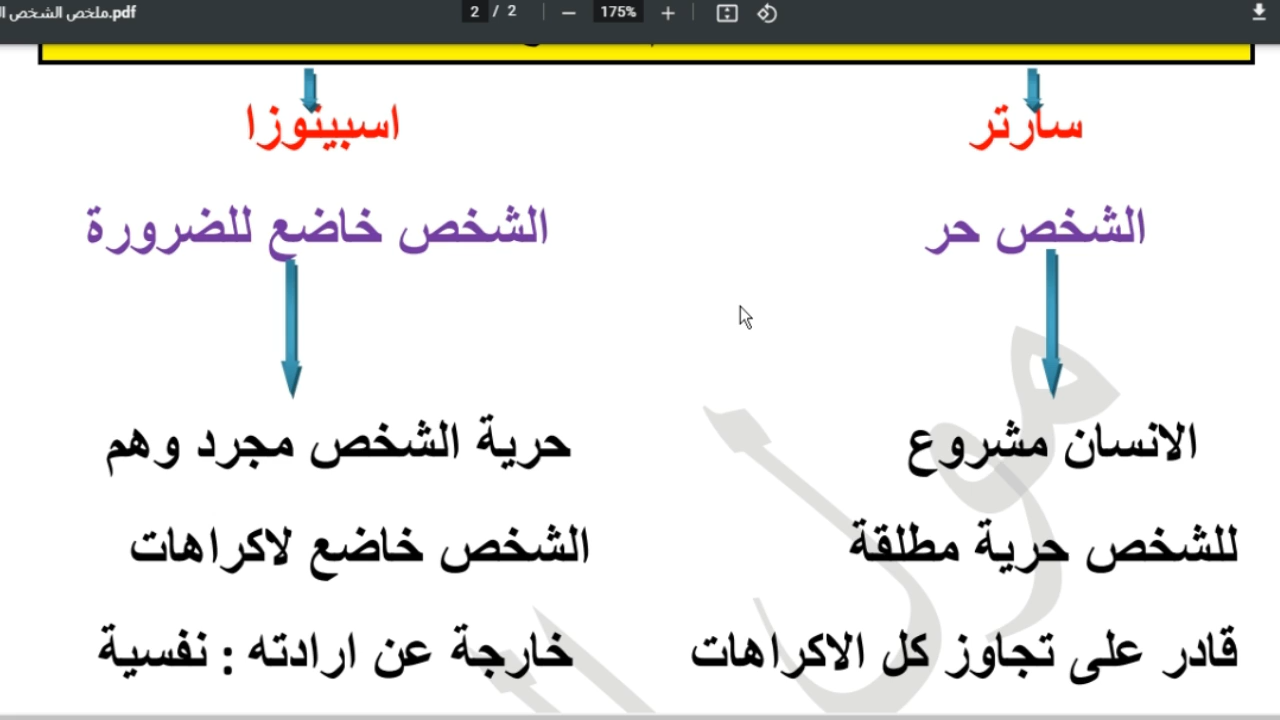 ملخص الشخص ال.pdf
2 / 2
175%
سارتر
الشخص حر
الانسان مشروع
للشخص حرية مطلقة
قادر على تجاوز كل الاكراهات
اسبينوزا
الشخص خاضع للضرورة
حرية الشخص مجرد وهم
الشخص خاضع لاكراهات
خارجة عن ارادته : نفسية